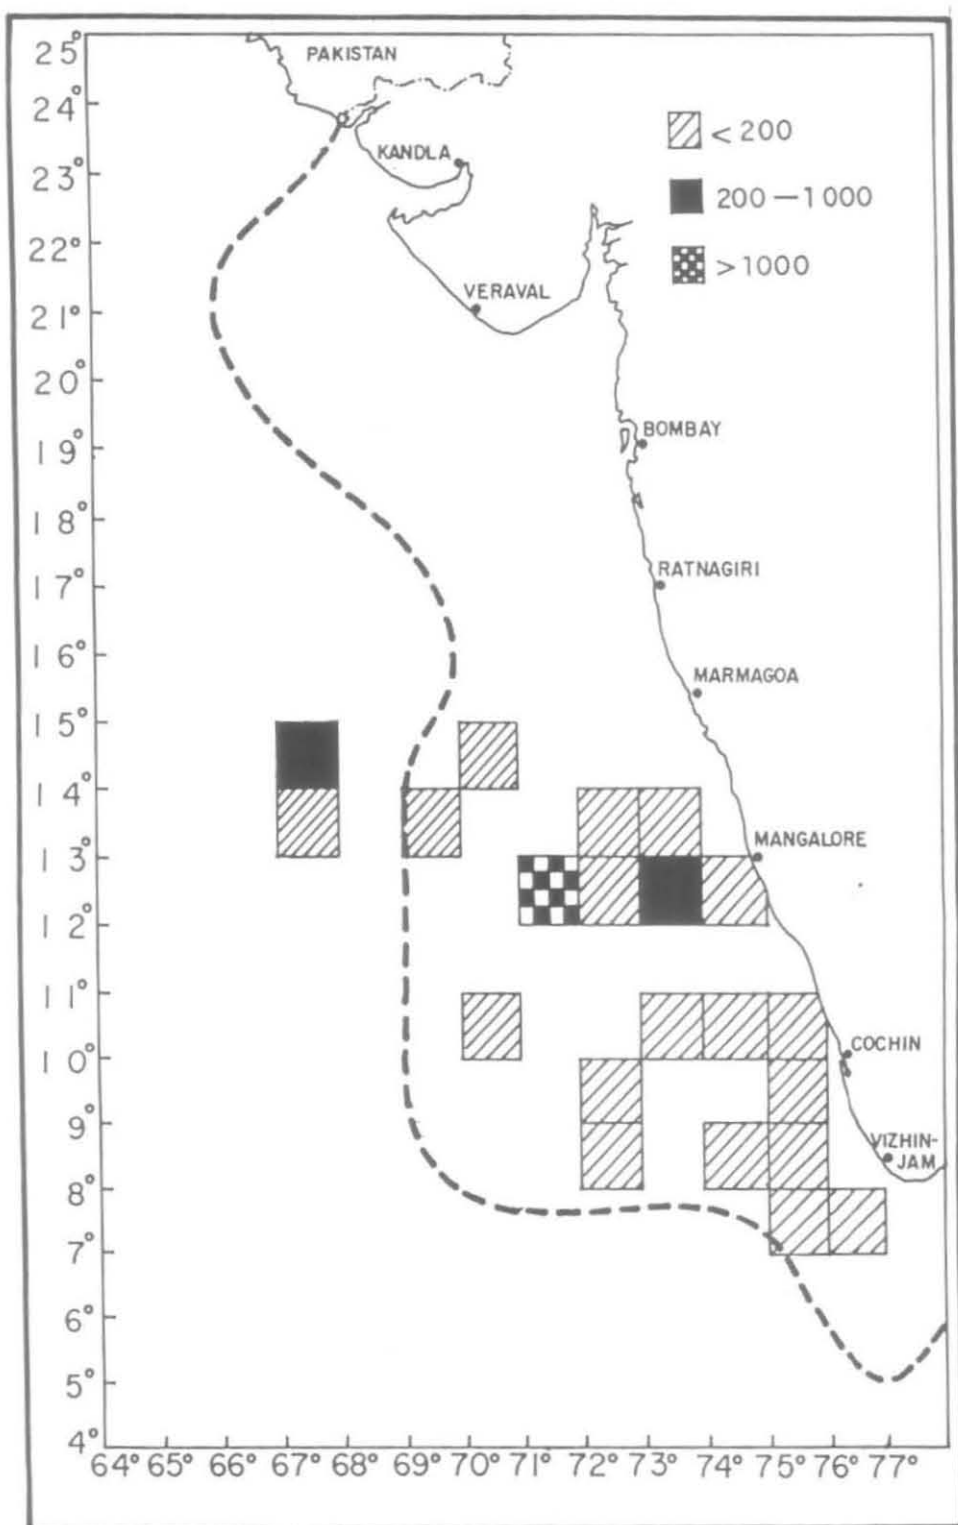 25°
PAKISTAN
24°
< 200
KANDLA
23°
200 — 1000
22°
> 1000
VERAVAL
21°
20°
BOMBAY
19°
18°
RATNAGIRI
17°
16°
MARMAGOA
15°
14°
MANGALORE
13°
12°
11°
COCHIN
10°
9°
VIZHIN-
JAM
8°
7°
6°
5°
4°
64° 65° 66° 67° 68° 69° 70° 71° 72° 73° 74° 75° 76° 77°